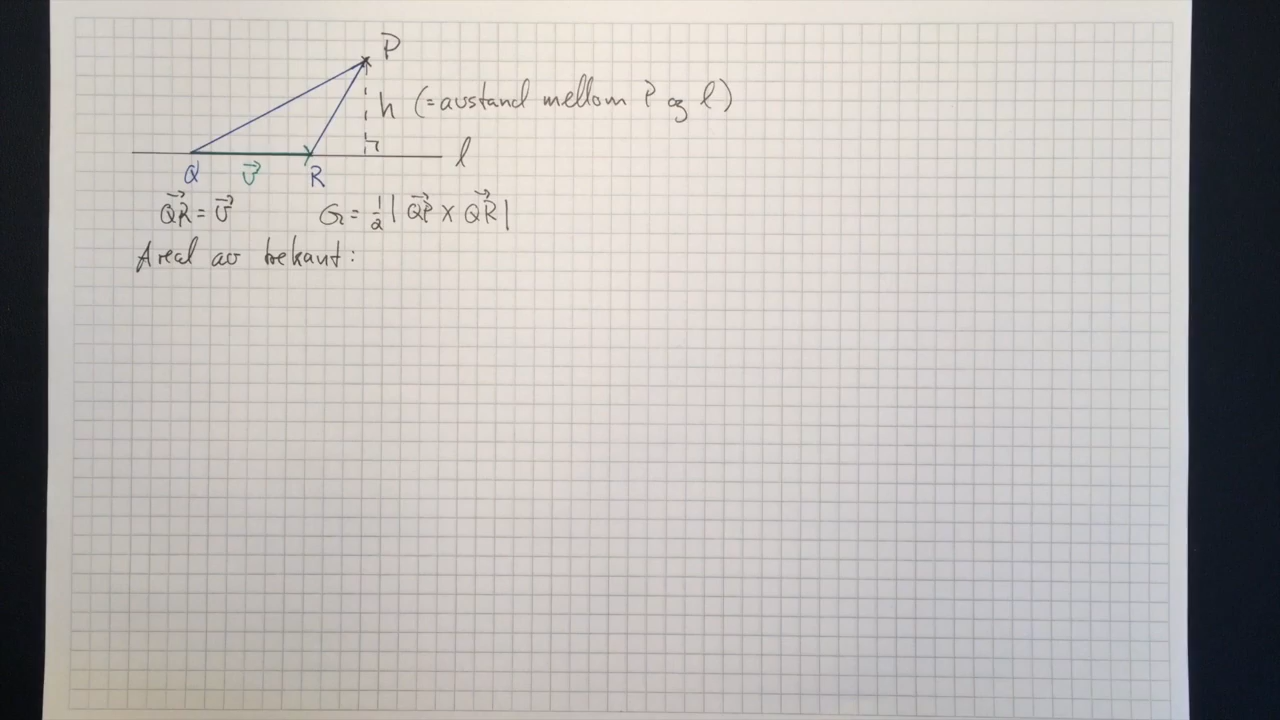 P
h (= avstand mellom P og l)
l
Q v⃗ R
QR⃗ = v⃗ G = ½ | QP⃗ × QR⃗ |
Areal av trekant: